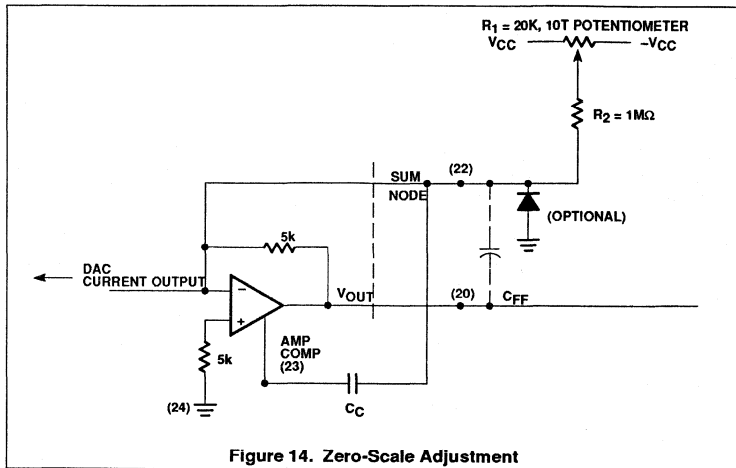 R1 = 20K, 10T POTENTIOMETER
VCC
–VCC
R2 = 1MΩ
SUM
NODE
(22)
(OPTIONAL)
5k
DAC
CURRENT OUTPUT
–
+
VOUT
(20)
CFF
5k
AMP
COMP
(23)
(24)
CC
Figure 14. Zero-Scale Adjustment